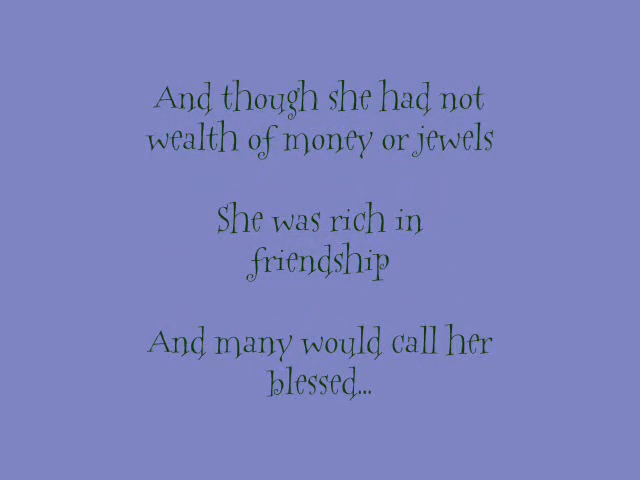 And though she had not
wealth of money or jewels
She was rich in
friendship
And many would call her
blessed...